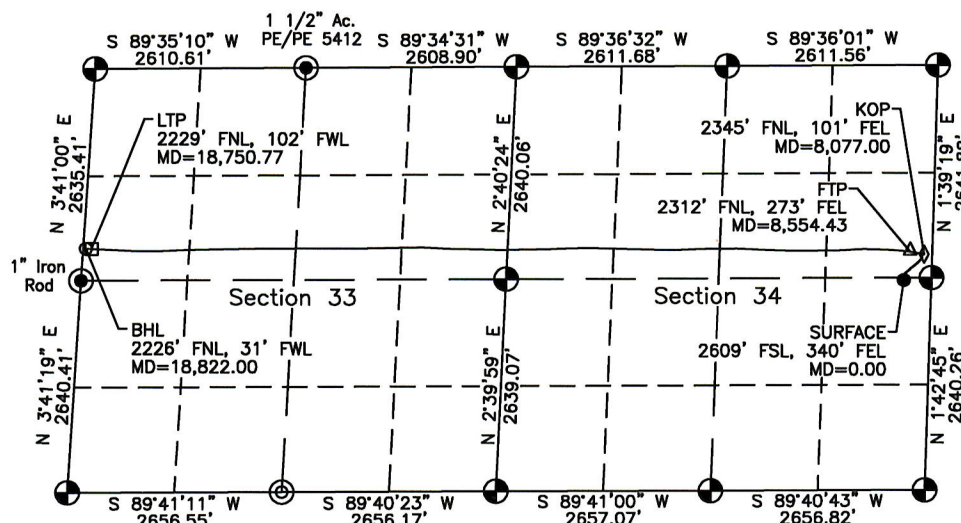 1 1/2" Ac.
PE/PE 5412
S 89°35'10" W
2610.61'
S 89°34'31" W
2608.90'
S 89°36'32" W
2611.68'
S 89°36'01" W
2611.56'
LTP
2229' FNL, 102' FWL
MD=18,750.77
KOP
2345' FNL, 101' FEL
MD=8,077.00
N 3°41'00" E
2635.41'
N 2°40'24" E
2640.06'
N 1°39'19" E
FTP
2312' FNL, 273' FEL
MD=8,554.43
1" Iron
Rod
Section 33
Section 34
BHL
2226' FNL, 31' FWL
MD=18,822.00
SURFACE
2609' FSL, 340' FEL
MD=0.00
N 3°41'19" E
2640.41'
N 2°39'59" E
2639.07'
N 1°42'45" E
2640.26'
S 89°41'11" W
2656.55'
S 89°40'23" W
2656.17'
S 89°41'00" W
2657.07'
S 89°40'43" W
2656.82'